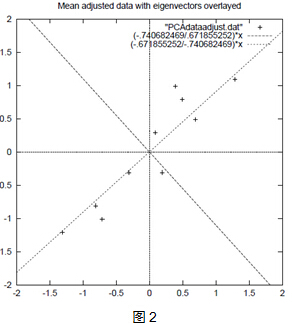 Mean adjusted data with eigenvectors overlayed
"PCAdataadjust.dat"
(-.740682469/.671855252)*x
(-.671855252/-.740682469)*x
2
1.5
1
0.5
0
-0.5
-1
-1.5
-2
-2 -1.5 -1 -0.5 0 0.5 1 1.5 2
图 2